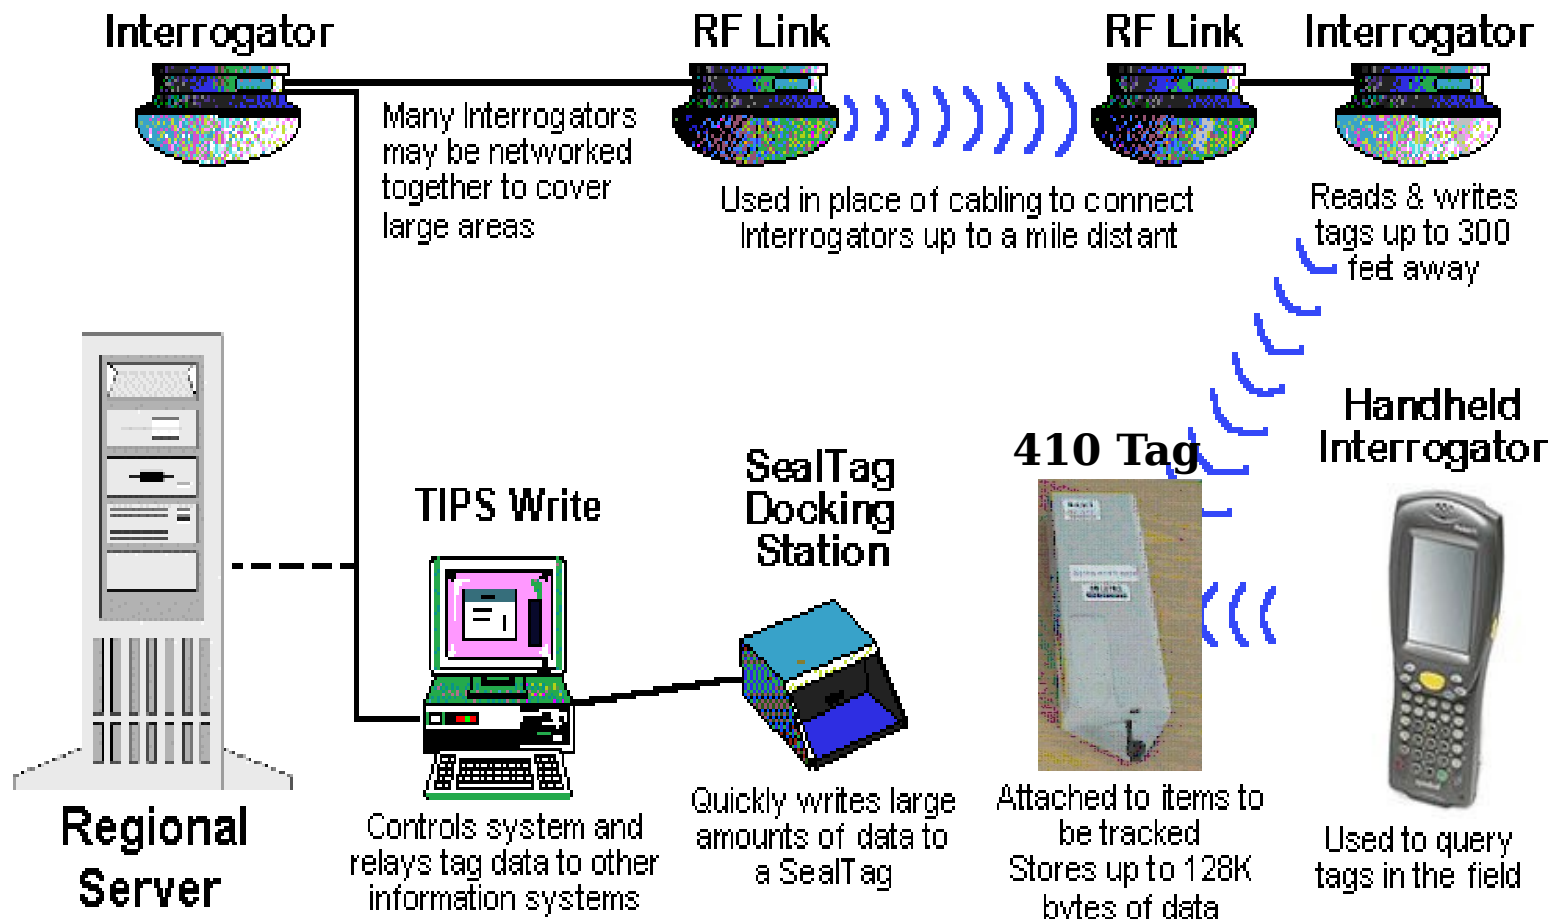 Interrogator
RF Link
RF Link
Interrogator
Many Interrogators
may be networked
together to cover
large areas
Used in place of cabling to connect
Interrogators up to a mile distant
Reads & writes
tags up to 300
feet away
Handheld
Interrogator
410 Tag
SealTag
Docking
Station
TIPS Write
Regional
Server
Controls system and
relays tag data to other
information systems
Quickly writes large
amounts of data to
a SealTag
Attached to items to
be tracked
Stores up to 128K
bytes of data
Used to query
tags in the field